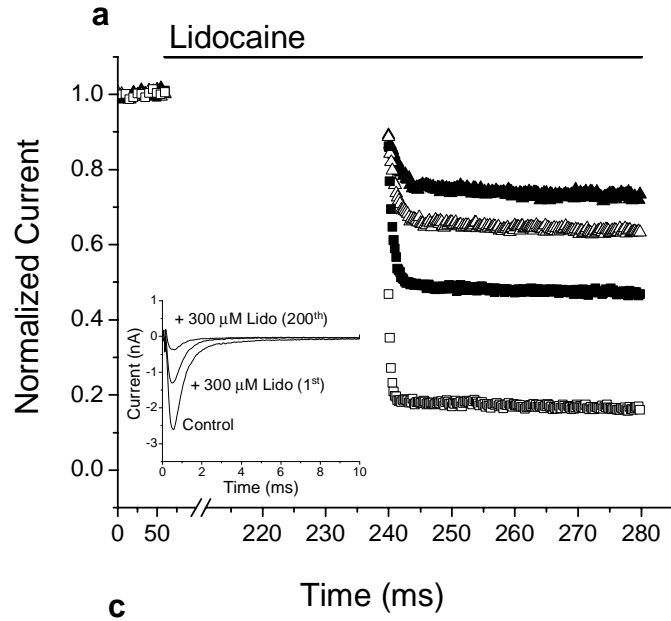 a
Lidocaine
1.0
0.8
0.6
0.4
0.2
0.0
Normalized Current
1
0
-1
-2
-3
Current (nA)
+ 300 µM Lido (200th)
+ 300 µM Lido (1st)
Control
0 2 4 6 8 10
Time (ms)
0 50 220 230 240 250 260 270 280
Time (ms)
c